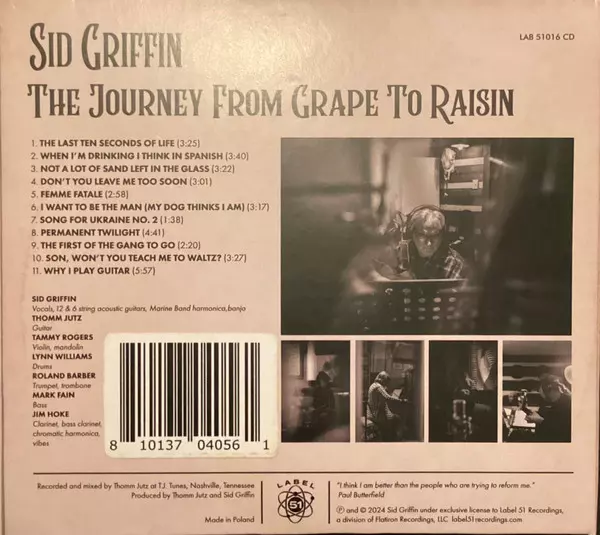 SID GRIFFIN
LAB 51016 CD
THE JOURNEY FROM GRAPE TO RAISIN
1. THE LAST TEN SECONDS OF LIFE (3:25)
2. WHEN I'M DRINKING I THINK IN SPANISH (3:40)
3. NOT A LOT OF SAND LEFT IN THE GLASS (3:22)
4. DON'T YOU LEAVE ME TOO SOON (3:01)
5. FEMME FATALE (2:58)
6. I WANT TO BE THE MAN (MY DOG THINKS I AM) (3:17)
7. SONG FOR UKRAINE NO. 2 (1:38)
8. PERMANENT TWILIGHT (4:41)
9. THE FIRST OF THE GANG TO GO (2:20)
10. SON, WON'T YOU TEACH ME TO WALTZ? (3:27)
11. WHY I PLAY GUITAR (5:57)
SID GRIFFIN
Vocals, 12 & 6 string acoustic guitars, Marine Band harmonica,banjo
THOMM JUTZ
Guitar
TAMMY ROGERS
Violin, mandolin
LYNN WILLIAMS
Drums
ROLAND BARBER
Trumpet, trombone
MARK FAIN
Bass
JIM HOKE
Clarinet, bass clarinet,
chromatic harmonica,
vibes
8 10137 04056 1
Recorded and mixed by Thomm Jutz at T.J. Tunes, Nashville, Tennessee
Produced by Thomm Jutz and Sid Griffin
Made in Poland
LABEL
51
"I think I am better than the people who are trying to reform me."
Paul Butterfield
℗ and © 2024 Sid Griffin under exclusive license to Label 51 Recordings,
a division of Flatiron Recordings, LLC label51recordings.com